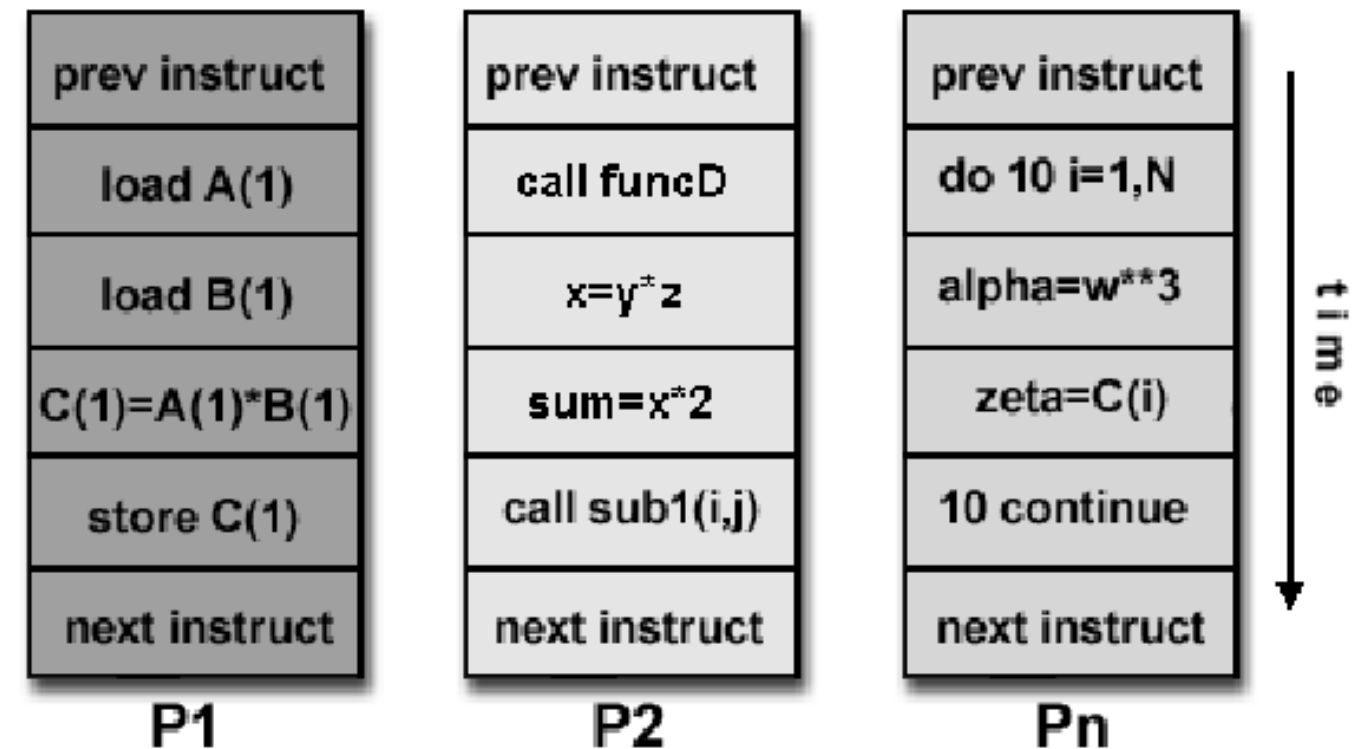 prev instruct
load A(1)
load B(1)
C(1)=A(1)*B(1)
store C(1)
next instruct
P1
prev instruct
call funcD
x=y*z
sum=x*2
call sub1(i,j)
next instruct
P2
prev instruct
do 10 i=1,N
alpha=w**3
zeta=C(i)
10 continue
next instruct
Pn
time